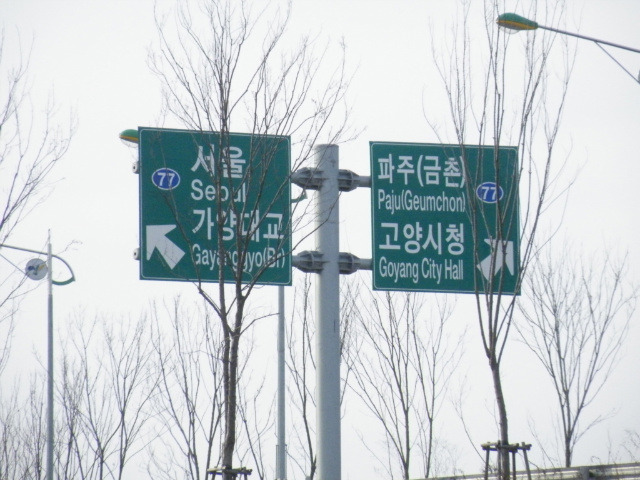 서울
77
Seoul
가양대교
Gayangdaegyo(Br)
파주(금촌)
77
Paju(Geumchon)
고양시청
Goyang City Hall